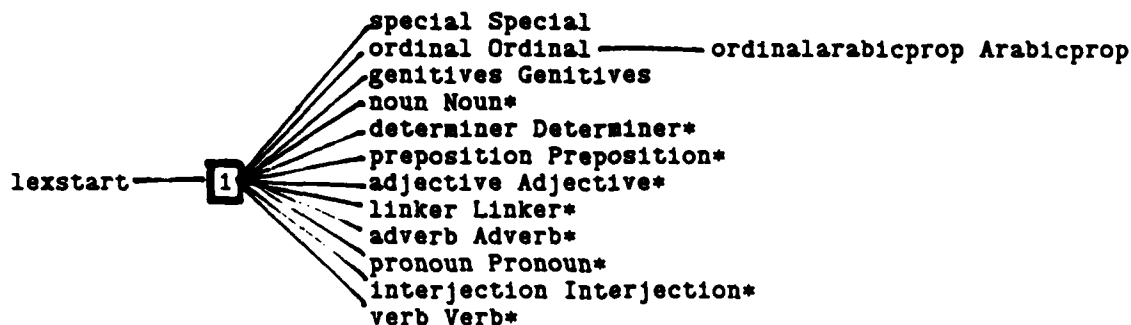 special Special
ordinal Ordinal ordinalarabicprop Arabicprop
genitives Genitives
noun Noun*
determiner Determiner*
preposition Preposition*
lexstart 1 adjective Adjective*
linker Linker*
adverb Adverb*
pronoun Pronoun*
interjection Interjection*
verb Verb*